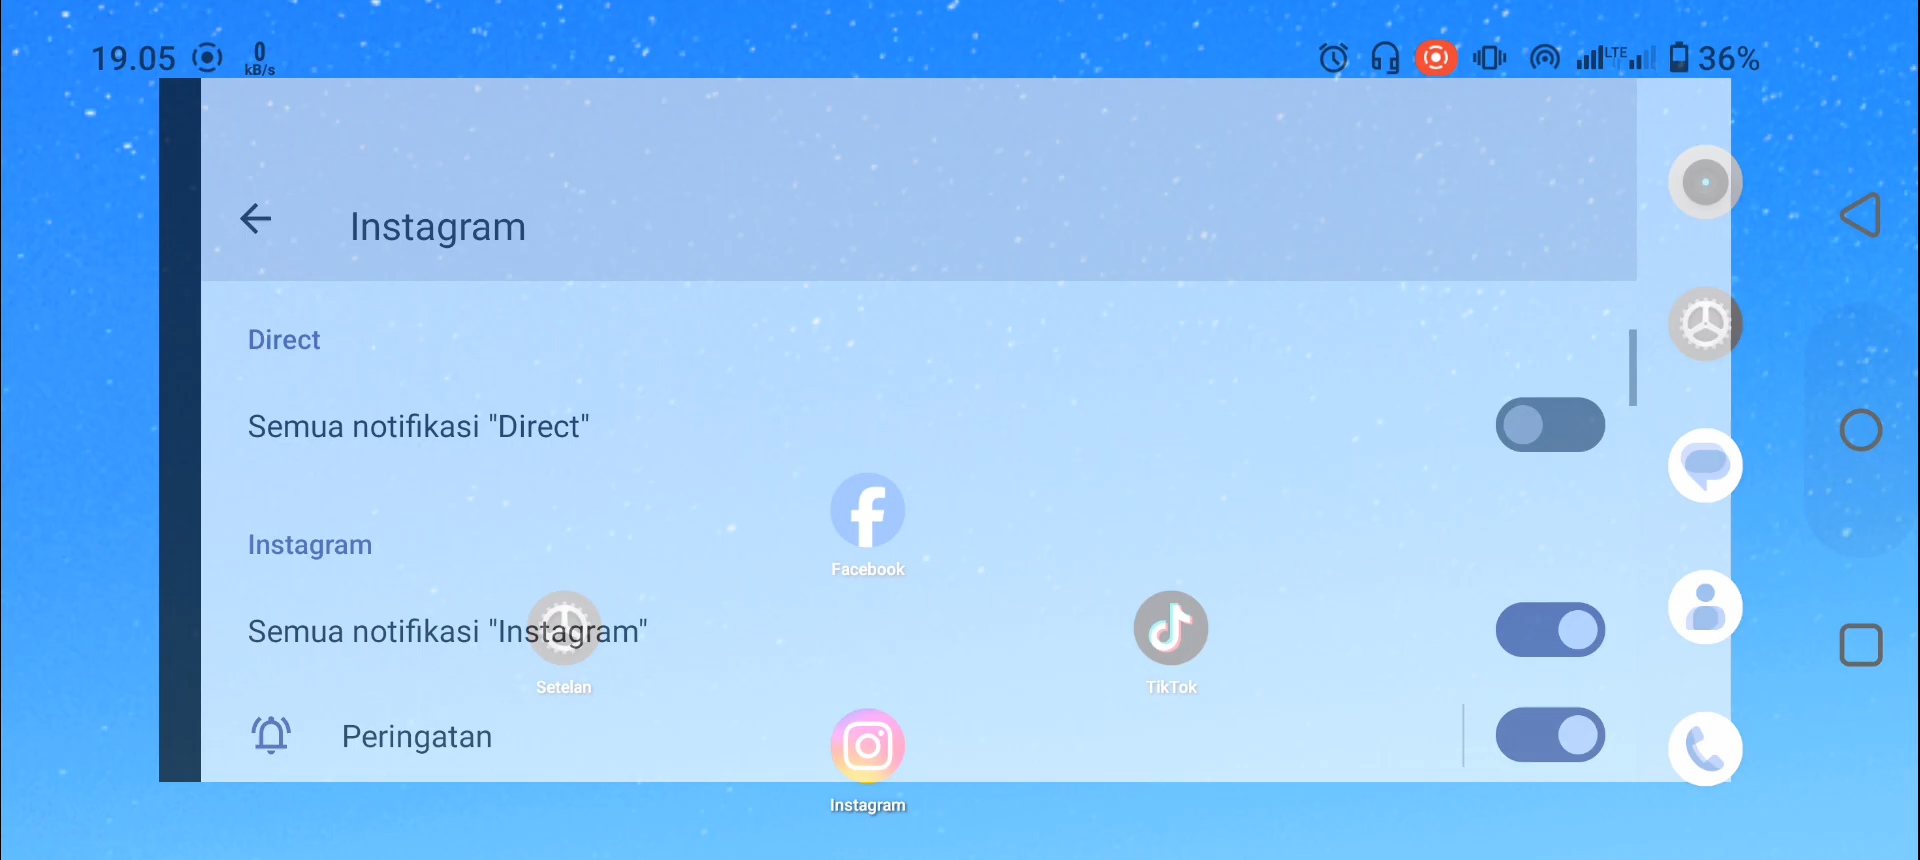 19.05
0
kB/s
LTE
36%
Instagram
Direct
Semua notifikasi "Direct"
Instagram
Facebook
Semua notifikasi "Instagram"
Setelan
TikTok
Peringatan
Instagram